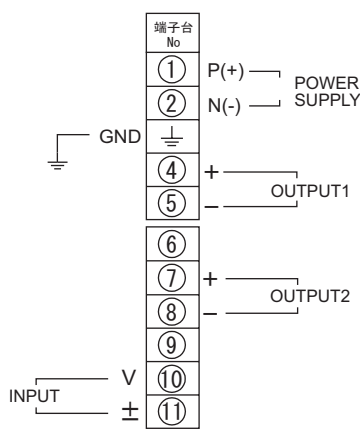 端子台
No
① P(+)
POWER
SUPPLY
② N(-)
GND
④ +
OUTPUT1
⑤ −
⑥
⑦ +
OUTPUT2
⑧ −
⑨
V ⑩
INPUT
± ⑪